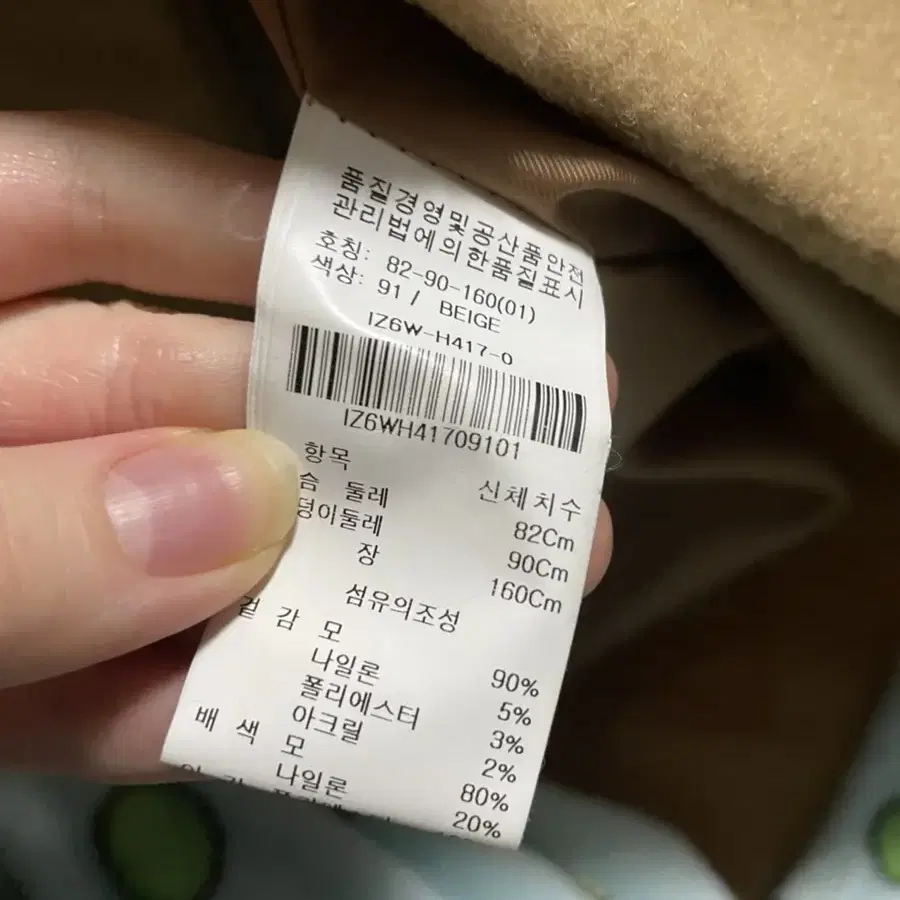 품질경영및공산품안전
관리법에의한품질표시
호칭: 82-90-160(01)
색상: 91 / BEIGE
IZ6W-H417-0
IZ6WH41709101
항목 신체치수
슴 둘레 82Cm
덩이둘레 90Cm
장 160Cm
섬유의조성
겉 감 모 90%
나일론 5%
폴리에스터 3%
아크릴 2%
배 색 모 80%
나일론 20%